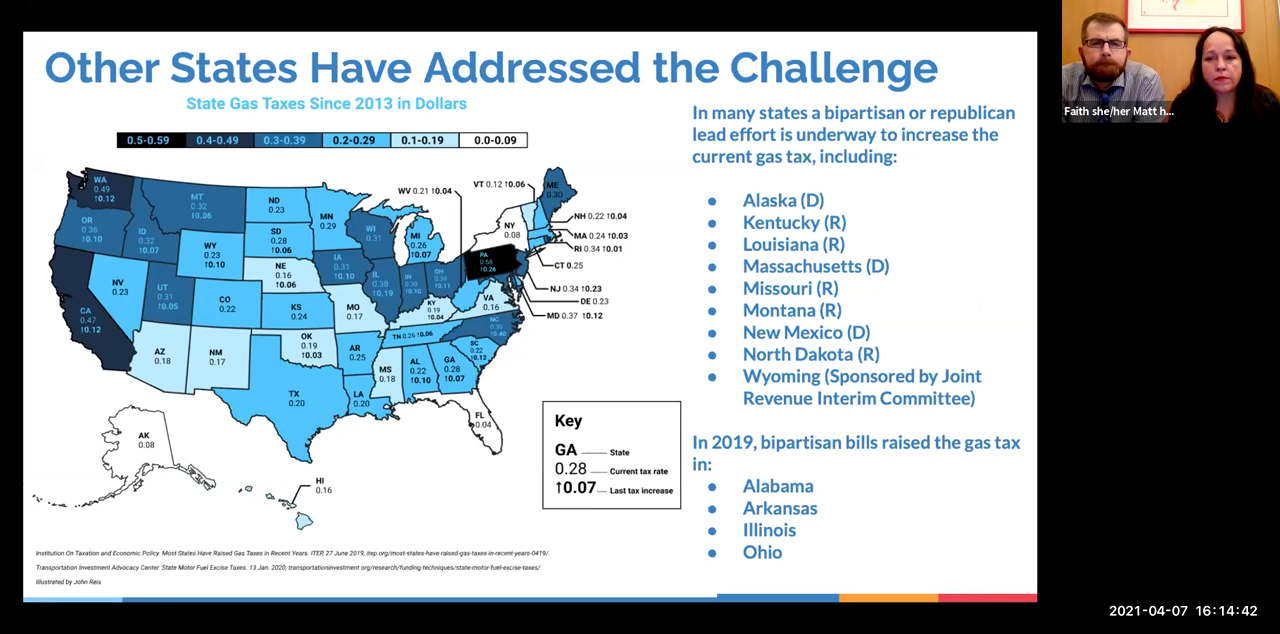 Other States Have Addressed the Challenge
State Gas Taxes Since 2013 in Dollars
0.5-0.59 0.4-0.49 0.3-0.39 0.2-0.29 0.1-0.19 0.0-0.09
WA
0.49
↑0.12
OR
0.36
↑0.10
CA
0.47
↑0.12
ID
0.32
↑0.07
NV
0.23
MT
0.32
↑0.06
WY
0.23
↑0.10
UT
0.31
↑0.05
AZ
0.18
CO
0.22
NM
0.17
ND
0.23
SD
0.28
↑0.06
NE
0.16
↑0.06
KS
0.24
OK
0.19
↑0.03
TX
0.20
MN
0.29
IA
0.31
↑0.10
MO
0.17
AR
0.25
LA
0.20
WI
0.31
IL
0.38
↑0.19
MI
0.26
↑0.07
IN
0.30
↑0.10
OH
↑0.11
KY
0.19
↑0.04
TN 0.26 ↑0.06
MS
0.18
AL
0.22
↑0.10
GA
0.28
↑0.07
FL
0.04
SC
0.22
↑0.12
NC
VA
0.16
WV 0.21 ↑0.04
PA
0.58
↑0.26
NY
0.08
VT 0.12 ↑0.06
ME
0.30
NH 0.22 ↑0.04
MA 0.24 ↑0.03
RI 0.34 ↑0.01
CT 0.25
NJ 0.34 ↑0.23
DE 0.23
MD 0.37 ↑0.12
AK
0.08
HI
0.16
Key
GA State
0.28 Current tax rate
↑0.07 Last tax increase
Institution On Taxation and Economic Policy. Most States Have Raised Gas Taxes in Recent Years. ITEP, 27 June 2019, itep.org/most-states-have-raised-gas-taxes-in-recent-years-0419/.
Transportation Investment Advocacy Center. State Motor Fuel Excise Taxes. 13 Jan. 2020, transportationinvestment.org/research/funding-techniques/state-motor-fuel-excise-taxes/.
Illustrated by John Reis
In many states a bipartisan or republican
lead effort is underway to increase the
current gas tax, including:
● Alaska (D)
● Kentucky (R)
● Louisiana (R)
● Massachusetts (D)
● Missouri (R)
● Montana (R)
● New Mexico (D)
● North Dakota (R)
● Wyoming (Sponsored by Joint
Revenue Interim Committee)
In 2019, bipartisan bills raised the gas tax
in:
● Alabama
● Arkansas
● Illinois
● Ohio
Faith she/her Matt h...
2021-04-07 16:14:42